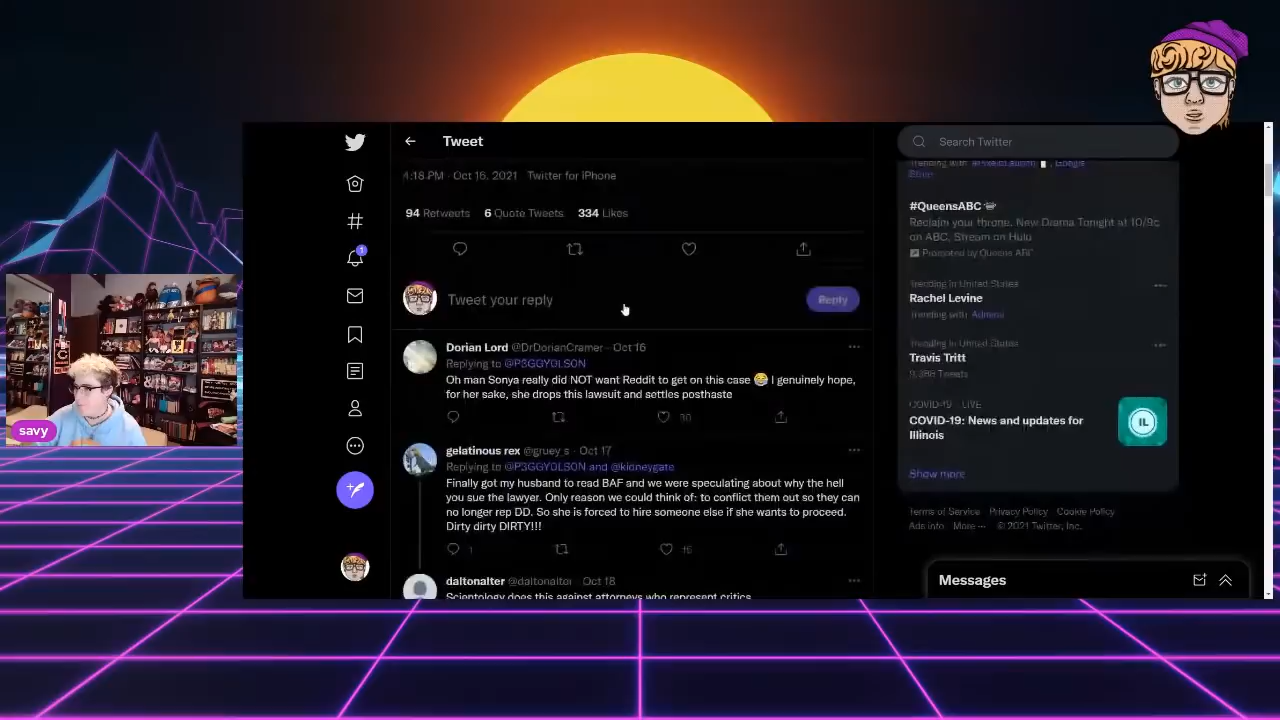 Tweet
Search Twitter
4:18 PM · Oct 16, 2021 Twitter for iPhone
94 Retweets 6 Quote Tweets 334 Likes
Tweet your reply
Reply
Dorian Lord @DrDorianCramer · Oct 16
Replying to @P3GGYOLSON
Oh man Sonya really did NOT want Reddit to get on this case 😂 I genuinely hope,
for her sake, she drops this lawsuit and settles posthaste
30
gelatinous rex @gruey_s · Oct 17
Replying to @P3GGYOLSON and @kidneygate
Finally got my husband to read BAF and we were speculating about why the hell
you sue the lawyer. Only reason we could think of: to conflict them out so they can
no longer rep DD. So she is forced to hire someone else if she wants to proceed.
Dirty dirty DIRTY!!!
1
daltonalter @daltonalter Oct 18
Scientology does this against attorneys who represent critics
Trending with
#QueensABC
Reclaim your throne. New Drama Tonight at 10/9c
on ABC, Stream on Hulu
Promoted by Queens ABC
Trending in United States
Rachel Levine
Trending with Admiral
Trending in United States
Travis Tritt
Tweets
COVID-19 · LIVE
COVID-19: News and updates for
Illinois
IL
Show more
Terms of Service Privacy Policy Cookie Policy
Ads info More ··· © 2021 Twitter, Inc.
Messages
1
savy